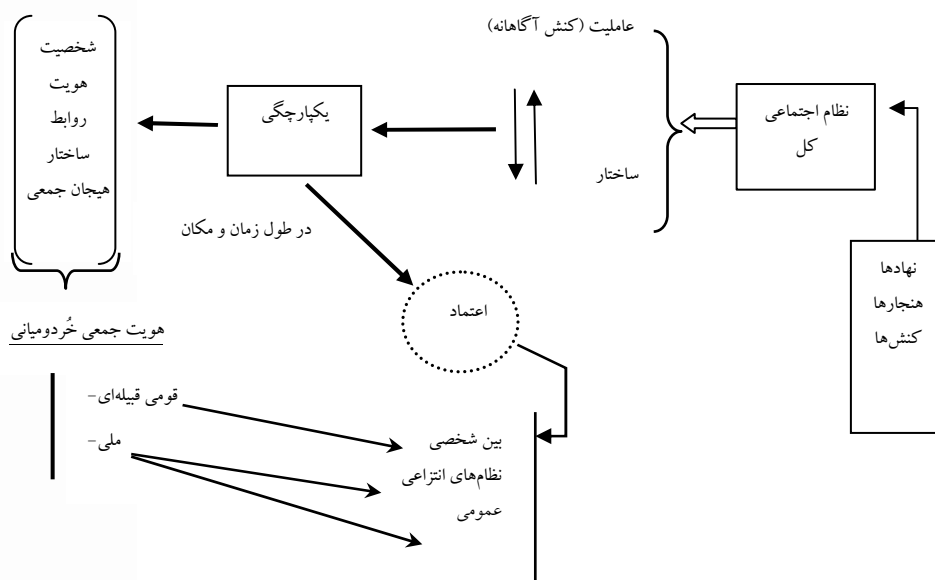 عاملیت (کنش آگاهانه)
ساختار
نظام اجتماعی
کل
نهادها
هنجارها
کنش‌ها
یکپارچگی
در طول زمان و مکان
شخصیت
هویت
روابط
ساختار
هیجان جمعی
هویت جمعی خُردومیانی
اعتماد
قومی قبیله‌ای-
ملی-
بین شخصی
نظام‌های انتزاعی
عمومی